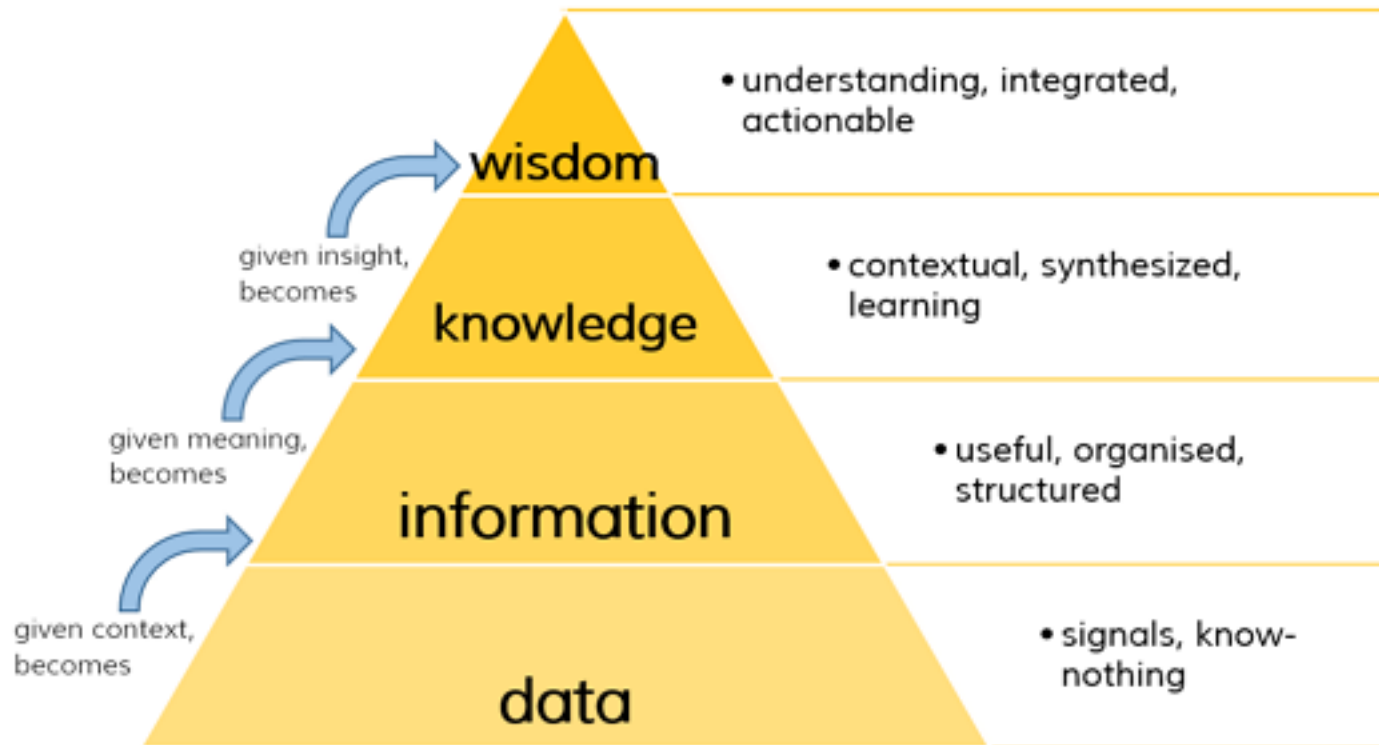 • understanding, integrated,
actionable
wisdom
given insight,
becomes
• contextual, synthesized,
learning
knowledge
given meaning,
becomes
• useful, organised,
structured
information
given context,
becomes
• signals, know-
nothing
data